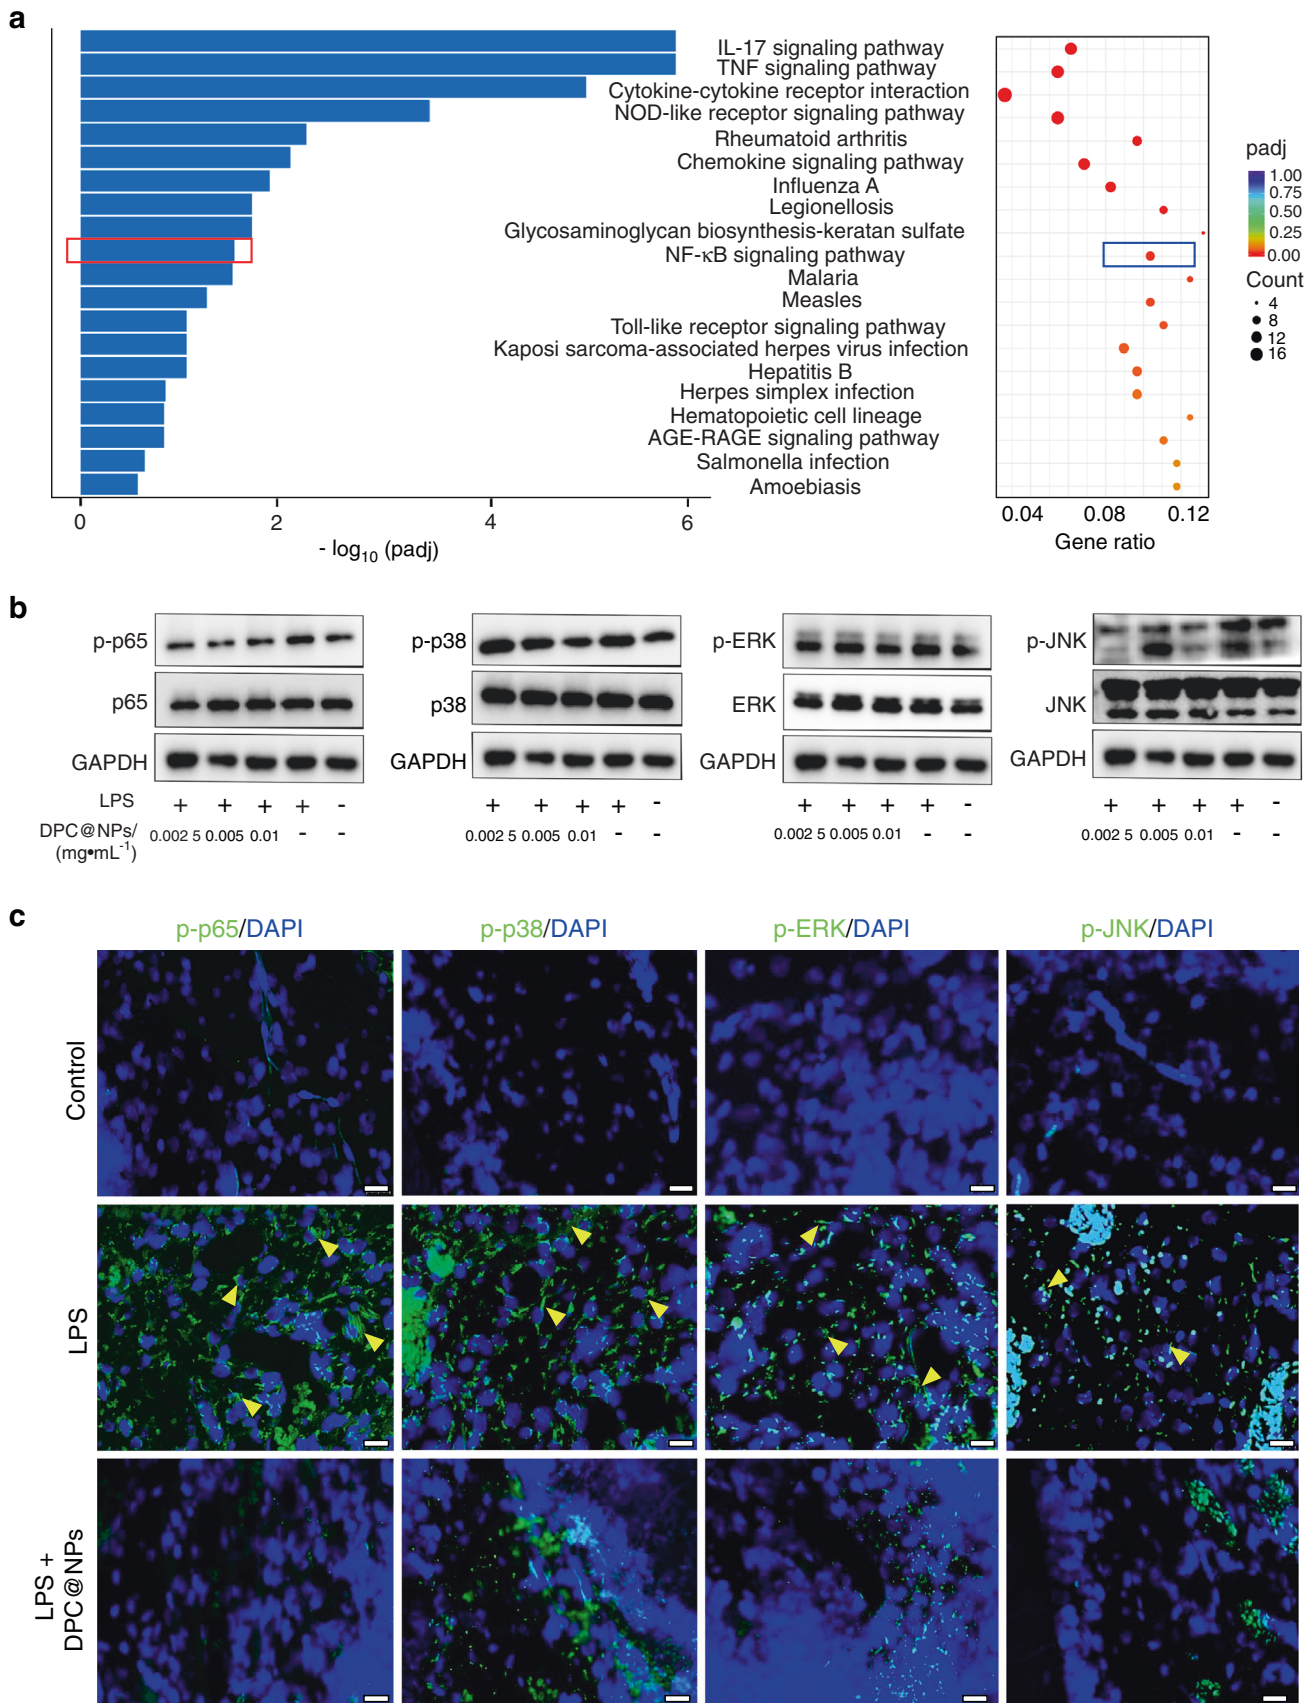 a
IL-17 signaling pathway
TNF signaling pathway
Cytokine-cytokine receptor interaction
NOD-like receptor signaling pathway
Rheumatoid arthritis
Chemokine signaling pathway
Influenza A
Legionellosis
Glycosaminoglycan biosynthesis-keratan sulfate
NF-κB signaling pathway
Malaria
Measles
Toll-like receptor signaling pathway
Kaposi sarcoma-associated herpes virus infection
Hepatitis B
Herpes simplex infection
Hematopoietic cell lineage
AGE-RAGE signaling pathway
Salmonella infection
Amoebiasis
0 2 4 6
- log10 (padj)
0.04 0.08 0.12
Gene ratio
padj
1.00
0.75
0.50
0.25
0.00
Count
4
8
12
16
b
p-p65
p65
GAPDH
p-p38
p38
GAPDH
p-ERK
ERK
GAPDH
p-JNK
JNK
GAPDH
LPS + + + + - + + + + - + + + + - + + + + -
DPC@NPs/ 0.002 5 0.005 0.01 - - 0.002 5 0.005 0.01 - - 0.002 5 0.005 0.01 - - 0.002 5 0.005 0.01 - -
(mg•mL-1)
c
p-p65/DAPI p-p38/DAPI p-ERK/DAPI p-JNK/DAPI
Control
LPS
LPS +
DPC@NPs